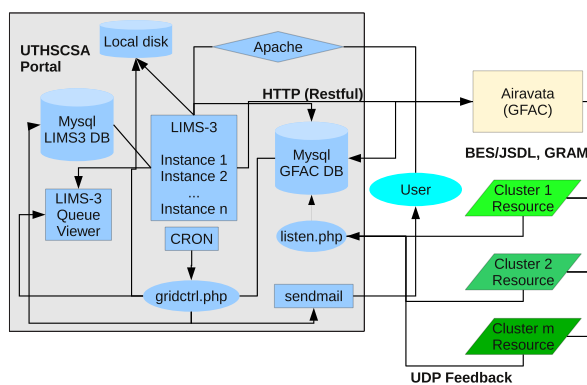 UTHSCSA
Portal
Local disk
Apache
Mysql
LIMS3 DB
LIMS-3
Instance 1
Instance 2
...
Instance n
HTTP (Restful)
Mysql
GFAC DB
Airavata
(GFAC)
BES/JSDL, GRAM
LIMS-3
Queue
Viewer
User
Cluster 1
Resource
CRON
listen.php
Cluster 2
Resource
gridctrl.php
sendmail
Cluster m
Resource
UDP Feedback